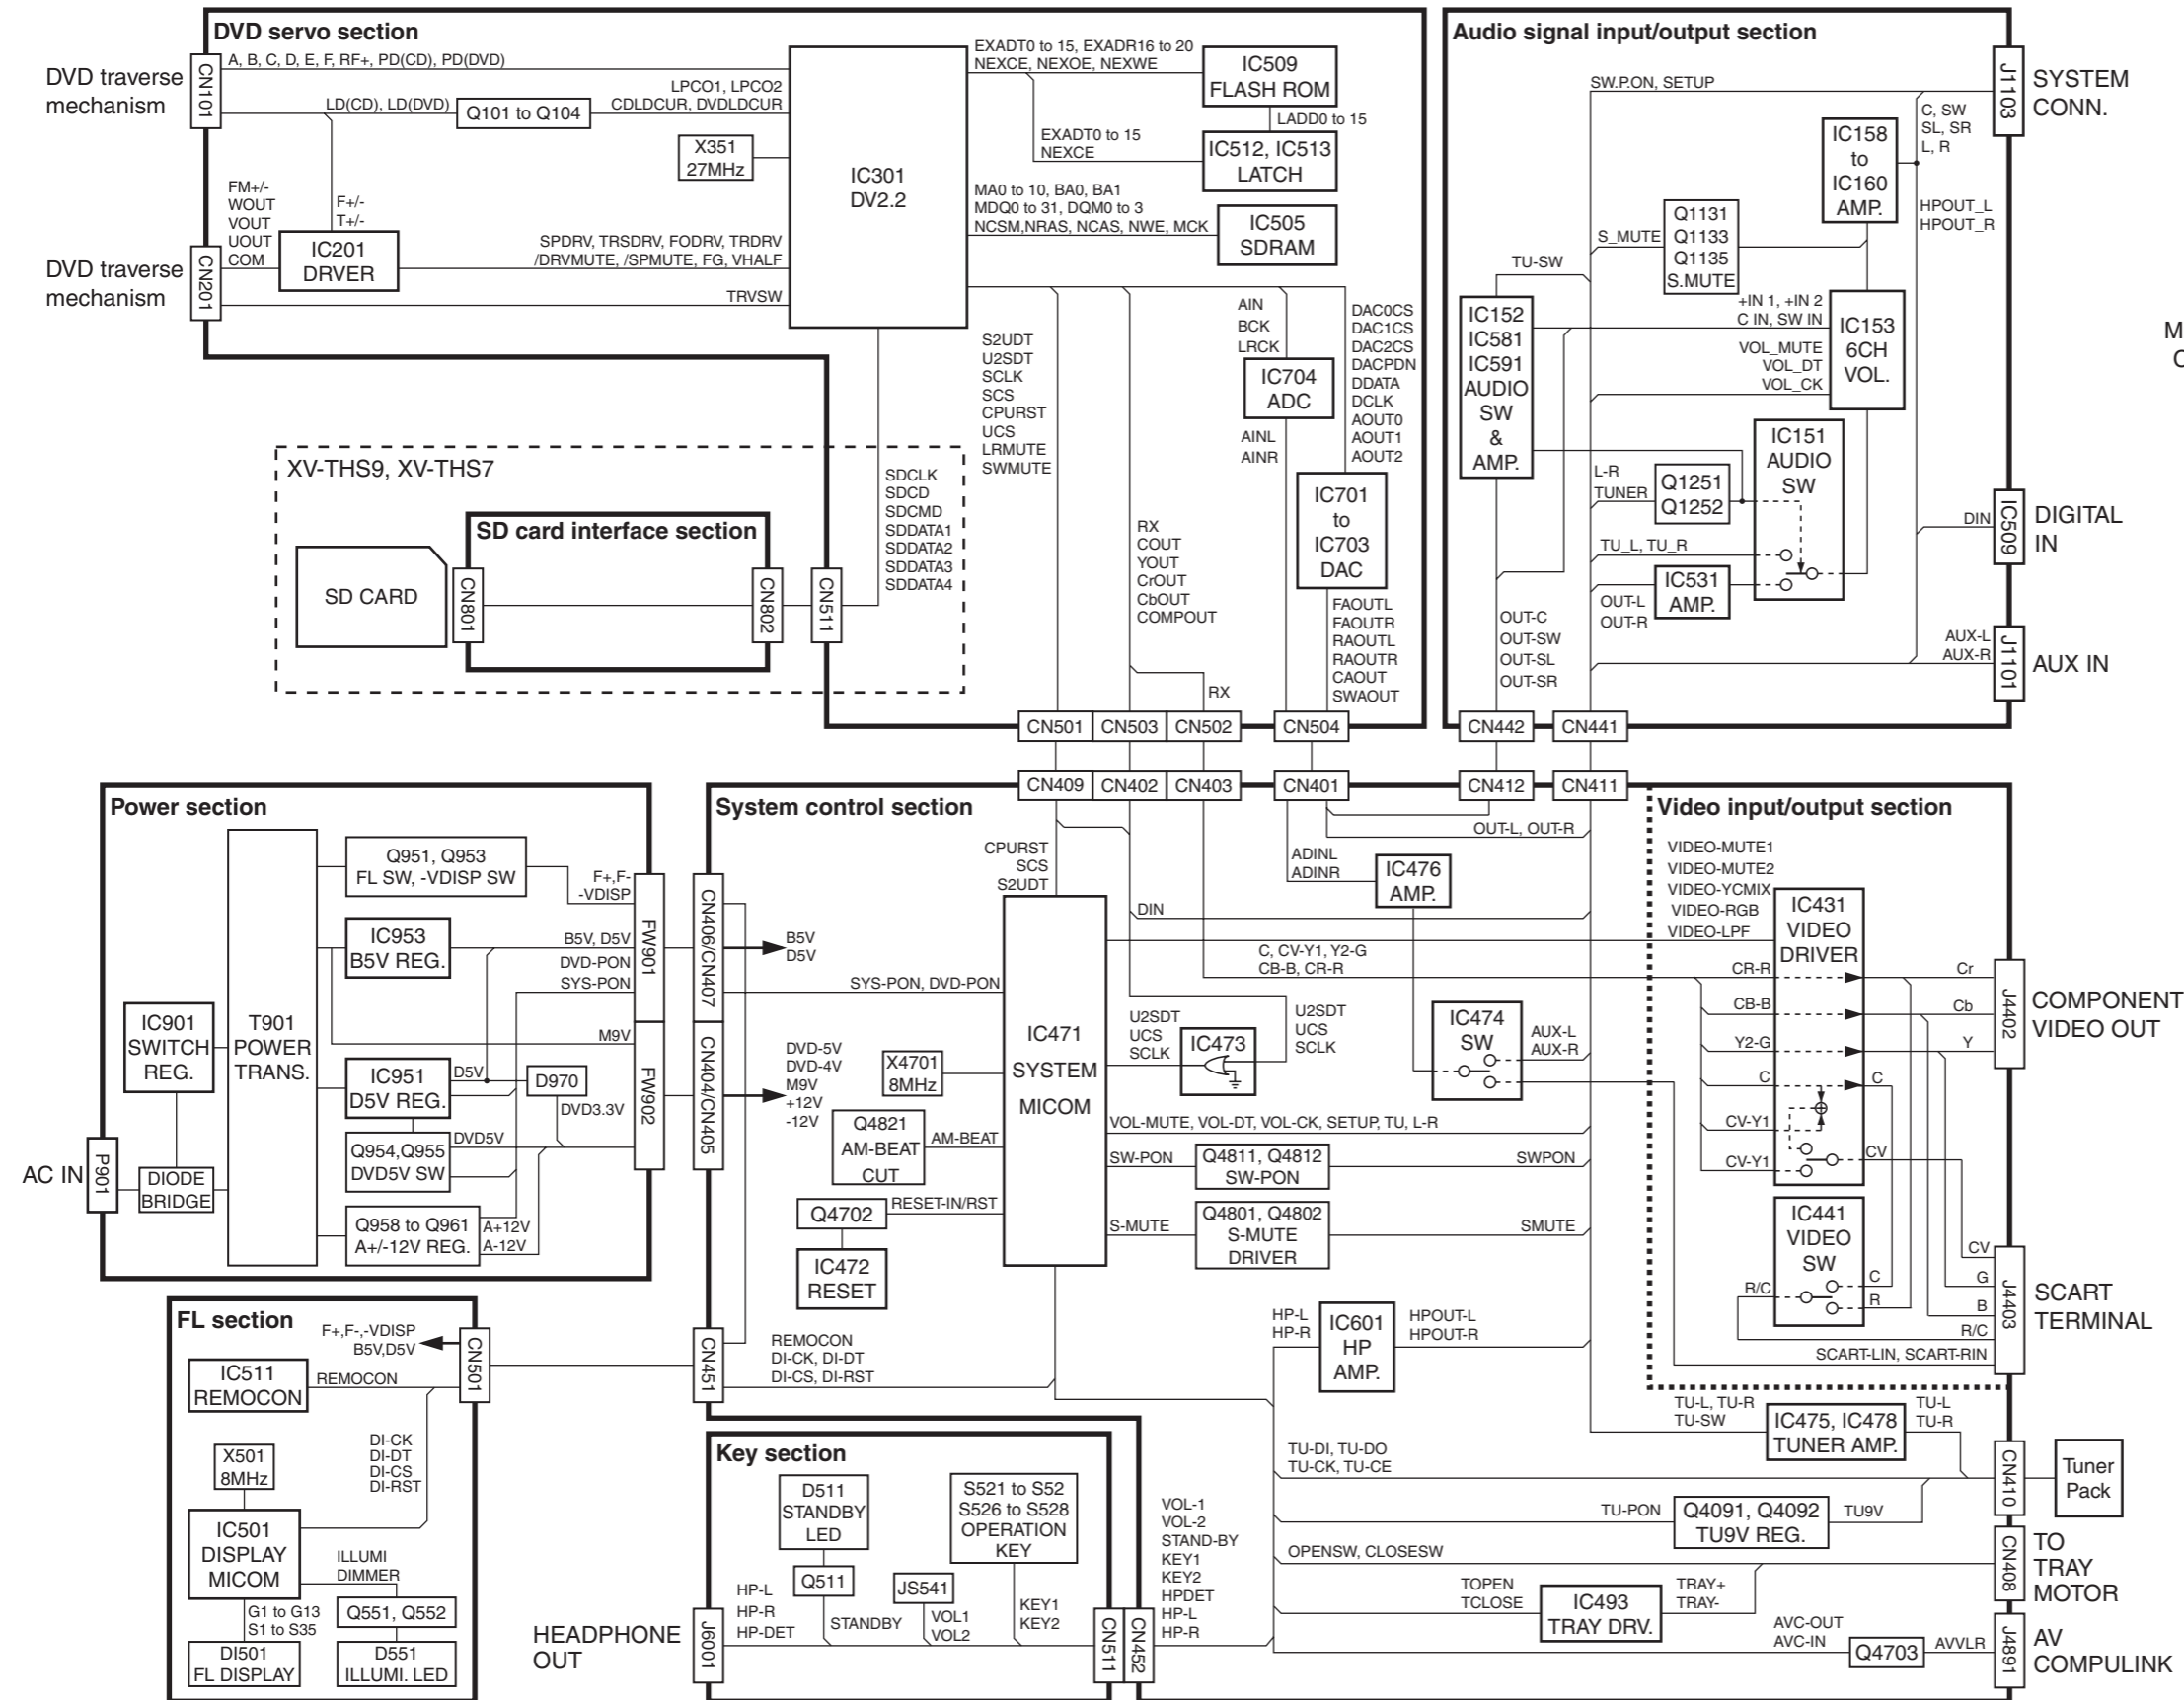 DVD servo section
DVD traverse
mechanism
CN101
A, B, C, D, E, F, RF+, PD(CD), PD(DVD)
LD(CD), LD(DVD)
Q101 to Q104
LPCO1, LPCO2
CDLDCUR, DVDLDCUR
X351
27MHz
IC301
DV2.2
EXADT0 to 15, EXADR16 to 20
NEXCE, NEXOE, NEXWE
IC509
FLASH ROM
LADD0 to 15
EXADT0 to 15
NEXCE
IC512, IC513
LATCH
MA0 to 10, BA0, BA1
MDQ0 to 31, DQM0 to 3
NCSM,NRAS, NCAS, NWE, MCK
IC505
SDRAM
FM+/-
WOUT
VOUT
UOUT
COM
F+/-
T+/-
IC201
DRVER
SPDRV, TRSDRV, FODRV, TRDRV
/DRVMUTE, /SPMUTE, FG, VHALF
TRVSW
DVD traverse
mechanism
CN201
S2UDT
U2SDT
SCLK
SCS
CPURST
UCS
LRMUTE
SWMUTE
AIN
BCK
LRCK
IC704
ADC
AINL
AINR
DAC0CS
DAC1CS
DAC2CS
DACPDN
DDATA
DCLK
AOUT0
AOUT1
AOUT2
IC701
to
IC703
DAC
FAOUTL
FAOUTR
RAOUTL
RAOUTR
CAOUT
SWAOUT
RX
COUT
YOUT
CrOUT
CbOUT
COMPOUT
RX
XV-THS9, XV-THS7
SD card interface section
SD CARD
CN801
CN802
CN511
SDCLK
SDCD
SDCMD
SDDATA1
SDDATA2
SDDATA3
SDDATA4
CN501
CN503
CN502
CN504
Audio signal input/output section
SW.P.ON, SETUP
J1103
SYSTEM
CONN.
C, SW
SL, SR
L, R
IC158
to
IC160
AMP.
HPOUT_L
HPOUT_R
S_MUTE
Q1131
Q1133
Q1135
S.MUTE
TU-SW
IC152
IC581
IC591
AUDIO
SW
&
AMP.
+IN 1, +IN 2
C IN, SW IN
VOL_MUTE
VOL_DT
VOL_CK
IC153
6CH
VOL.
M
C
IC151
AUDIO
SW
L-R
TUNER
Q1251
Q1252
TU_L, TU_R
IC531
AMP.
OUT-L
OUT-R
OUT-C
OUT-SW
OUT-SL
OUT-SR
DIN
IC509
DIGITAL
IN
AUX-L
AUX-R
J1101
AUX IN
CN442
CN441
Power section
Q951, Q953
FL SW, -VDISP SW
F+,F-
-VDISP
IC953
B5V REG.
B5V, D5V
DVD-PON
SYS-PON
M9V
FW901
FW902
IC901
SWITCH
REG.
T901
POWER
TRANS.
IC951
D5V REG.
D5V
D970
DVD3.3V
Q954,Q955
DVD5V SW
DVD5V
Q958 to Q961
A+/-12V REG.
A+12V
A-12V
AC IN
P901
DIODE
BRIDGE
System control section
CN409
CN402
CN403
CN401
CN412
CN411
CN406/CN407
CN404/CN405
B5V
D5V
DVD-5V
DVD-4V
M9V
+12V
-12V
SYS-PON, DVD-PON
CPURST
SCS
S2UDT
IC471
SYSTEM
MICOM
OUT-L, OUT-R
ADINL
ADINR
IC476
AMP.
DIN
C, CV-Y1, Y2-G
CB-B, CR-R
U2SDT
UCS
SCLK
IC473
U2SDT
UCS
SCLK
IC474
SW
AUX-L
AUX-R
X4701
8MHz
Q4821
AM-BEAT
CUT
AM-BEAT
Q4702
RESET-IN/RST
IC472
RESET
VOL-MUTE, VOL-DT, VOL-CK, SETUP, TU, L-R
SW-PON
Q4811, Q4812
SW-PON
SWPON
S-MUTE
Q4801, Q4802
S-MUTE
DRIVER
SMUTE
HP-L
HP-R
IC601
HP
AMP.
HPOUT-L
HPOUT-R
CN451
REMOCON
DI-CK, DI-DT
DI-CS, DI-RST
Video input/output section
VIDEO-MUTE1
VIDEO-MUTE2
VIDEO-YCMIX
VIDEO-RGB
VIDEO-LPF
IC431
VIDEO
DRIVER
CR-R
CB-B
Y2-G
C
CV-Y1
CV-Y1
Cr
Cb
Y
C
CV
J4402
COMPONENT
VIDEO OUT
IC441
VIDEO
SW
R/C
C
R
CV
G
B
R/C
SCART-LIN, SCART-RIN
J4403
SCART
TERMINAL
TU-L, TU-R
TU-SW
IC475, IC478
TUNER AMP.
TU-L
TU-R
TU-DI, TU-DO
TU-CK, TU-CE
CN410
Tuner
Pack
TU-PON
Q4091, Q4092
TU9V REG.
TU9V
OPENSW, CLOSESW
CN408
TO
TRAY
MOTOR
TOPEN
TCLOSE
IC493
TRAY DRV.
TRAY+
TRAY-
AVC-OUT
AVC-IN
Q4703
AVVLR
J4891
AV
COMPULINK
FL section
F+,F-,-VDISP
B5V,D5V
CN501
IC511
REMOCON
REMOCON
X501
8MHz
DI-CK
DI-DT
DI-CS
DI-RST
IC501
DISPLAY
MICOM
ILLUMI
DIMMER
G1 to G13
S1 to S35
Q551, Q552
DI501
FL DISPLAY
D551
ILLUMI. LED
Key section
D511
STANDBY
LED
S521 to S52
S526 to S528
OPERATION
KEY
Q511
JS541
HP-L
HP-R
HP-DET
STANDBY
VOL1
VOL2
KEY1
KEY2
HEADPHONE
OUT
J6001
CN511
CN452
VOL-1
VOL-2
STAND-BY
KEY1
KEY2
HPDET
HP-L
HP-R